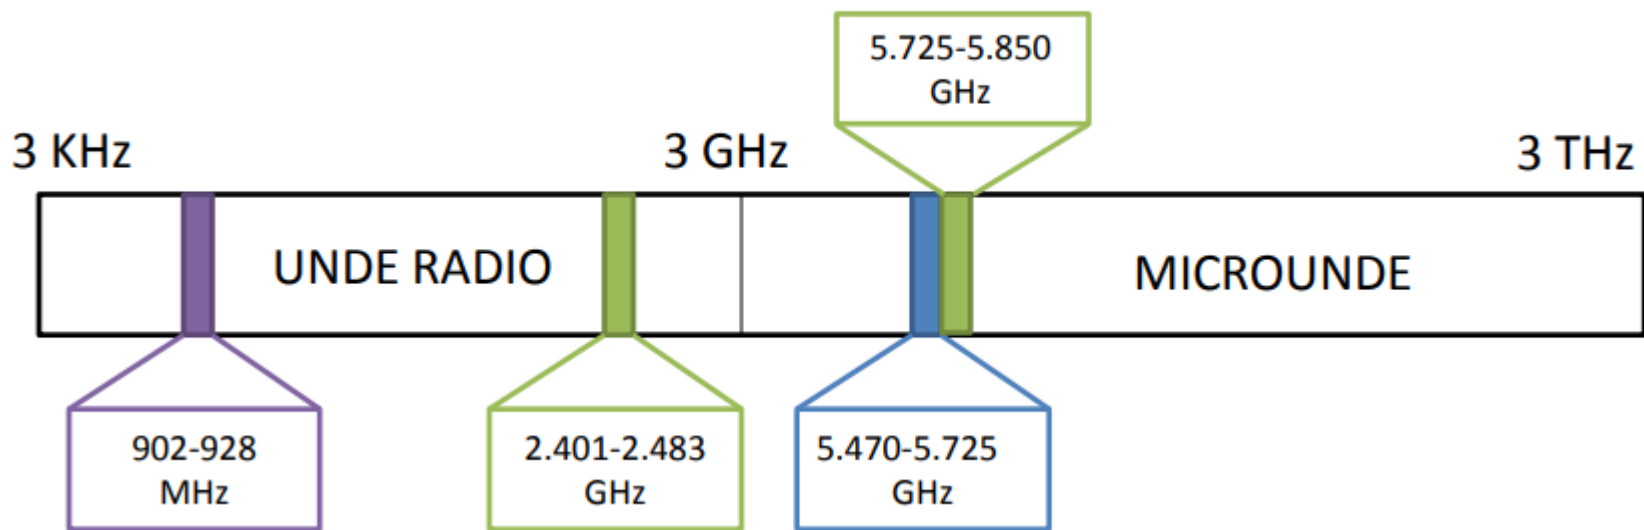 5.725-5.850
GHz
3 KHz
3 GHz
3 THz
UNDE RADIO
MICROUNDE
902-928
MHz
2.401-2.483
GHz
5.470-5.725
GHz